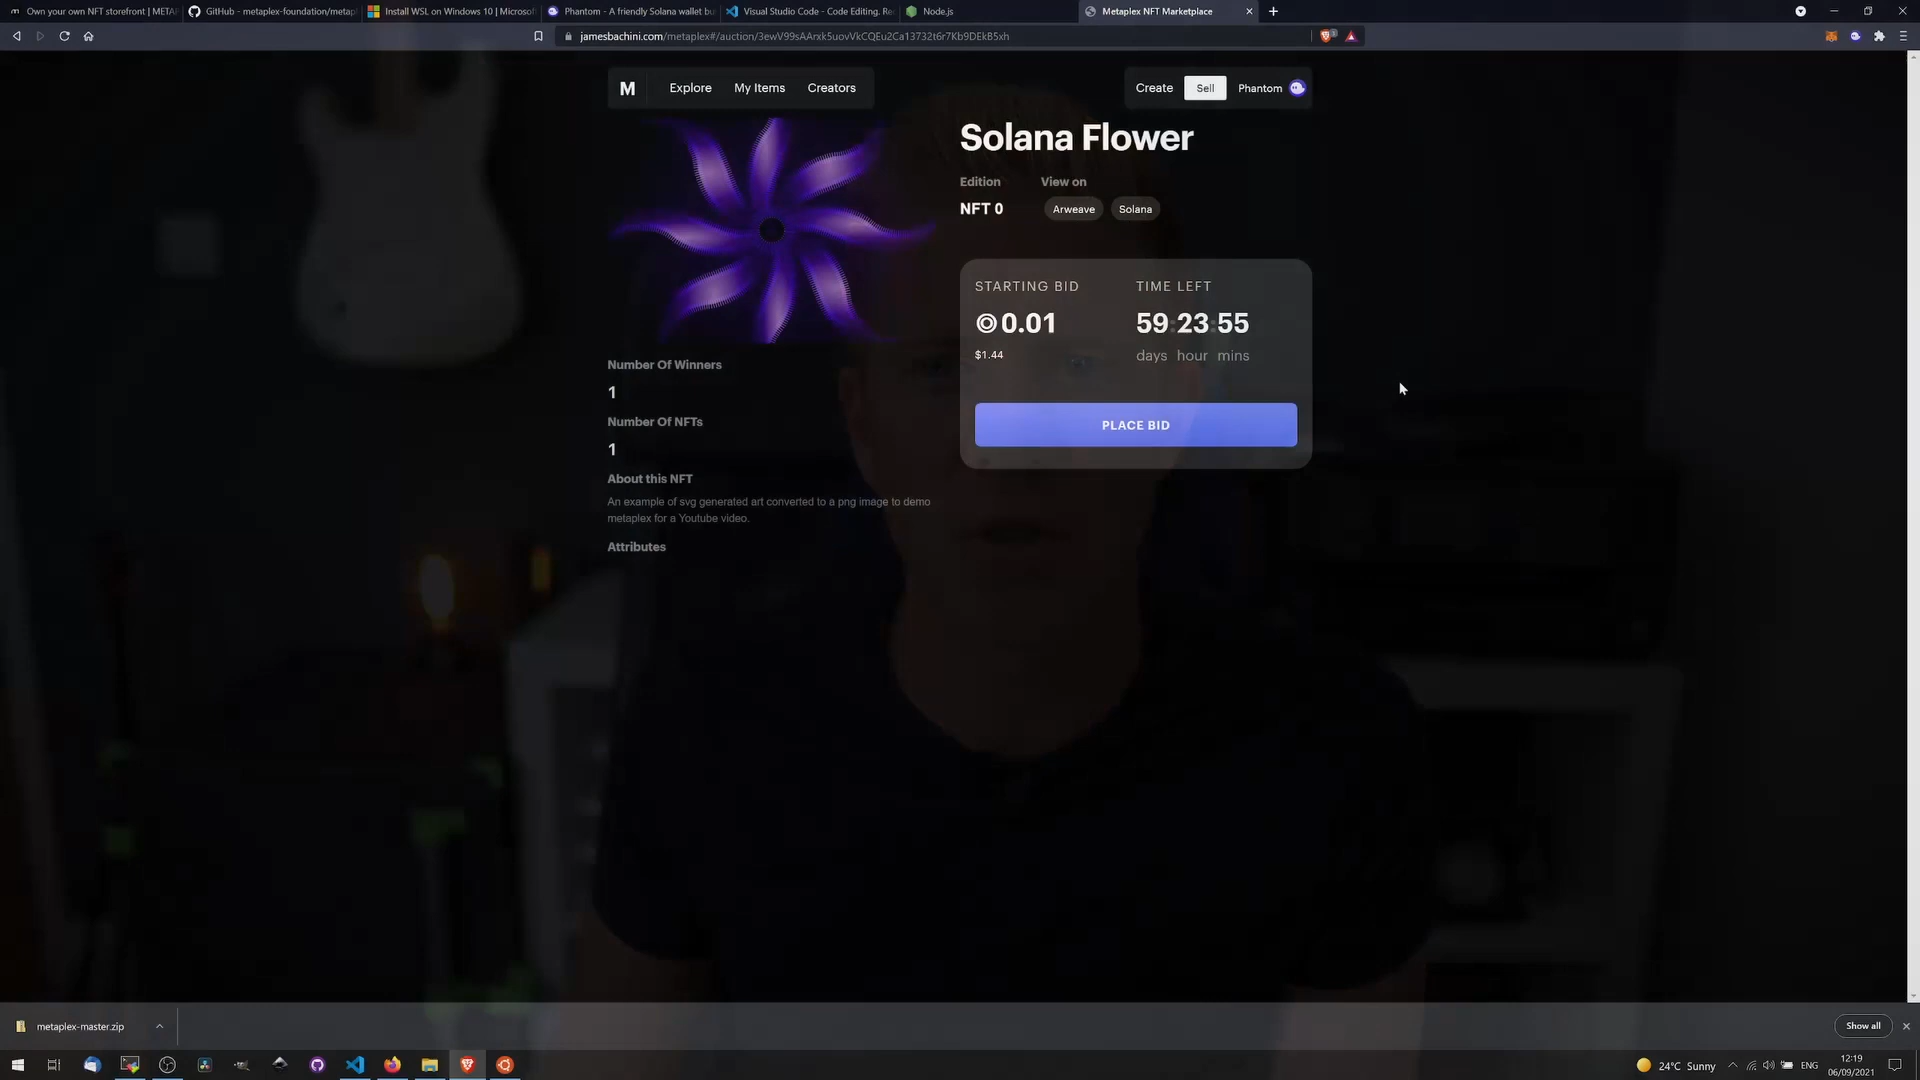 Own your own NFT storefront | META
GitHub - metaplex-foundation/metapl
Install WSL on Windows 10 | Microsof
Phantom - A friendly Solana wallet bu
Visual Studio Code - Code Editing. Re
Node.js
Metaplex NFT Marketplace
jamesbachini.com/metaplex#/auction/3ewV99sAArxk5uovVkCQEu2Ca13732t6r7Kb9DEkB5xh
M
Explore
My Items
Creators
Create
Sell
Phantom
Solana Flower
Edition
View on
NFT 0
Arweave
Solana
STARTING BID
TIME LEFT
0.01
59:23:55
$1.44
days hour mins
PLACE BID
Number Of Winners
1
Number Of NFTs
1
About this NFT
An example of svg generated art converted to a png image to demo
metaplex for a Youtube video.
Attributes
metaplex-master.zip
Show all
24°C Sunny
ENG
12:19
06/09/2021